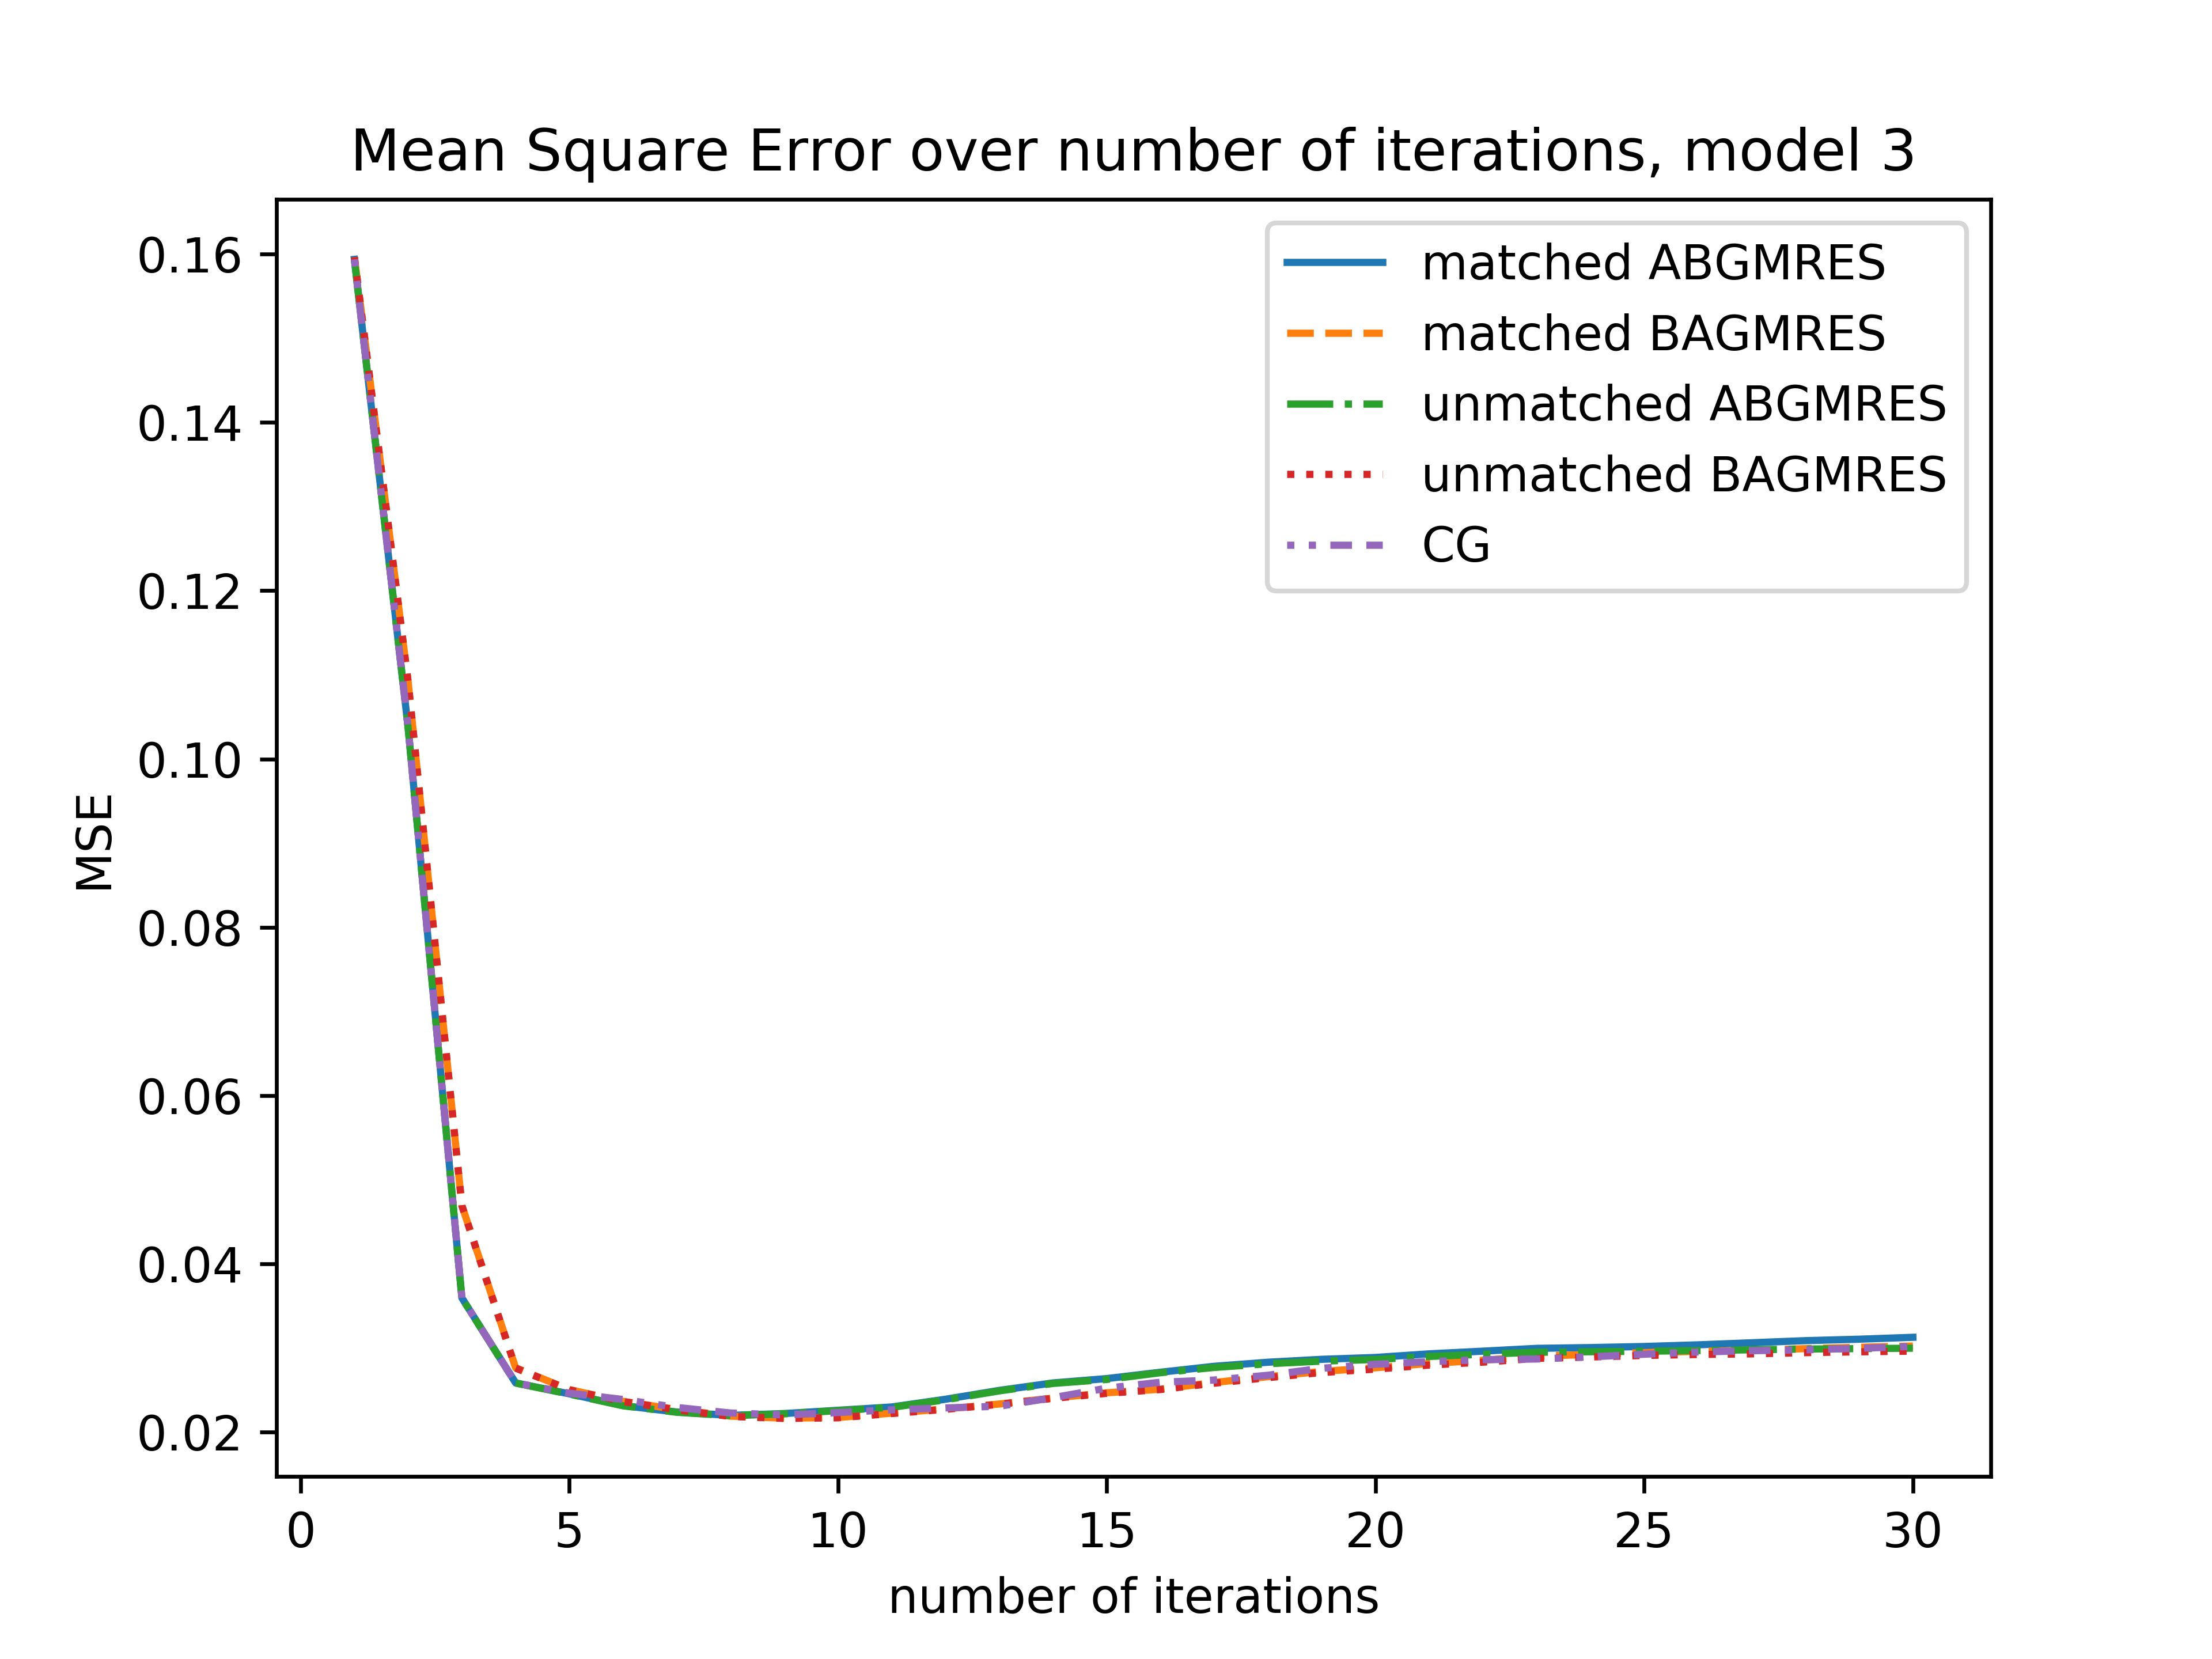 Mean Square Error over number of iterations, model 3
0.16
0.14
0.12
0.10
0.08
0.06
0.04
0.02
MSE
matched ABGMRES
matched BAGMRES
unmatched ABGMRES
unmatched BAGMRES
CG
0 5 10 15 20 25 30
number of iterations